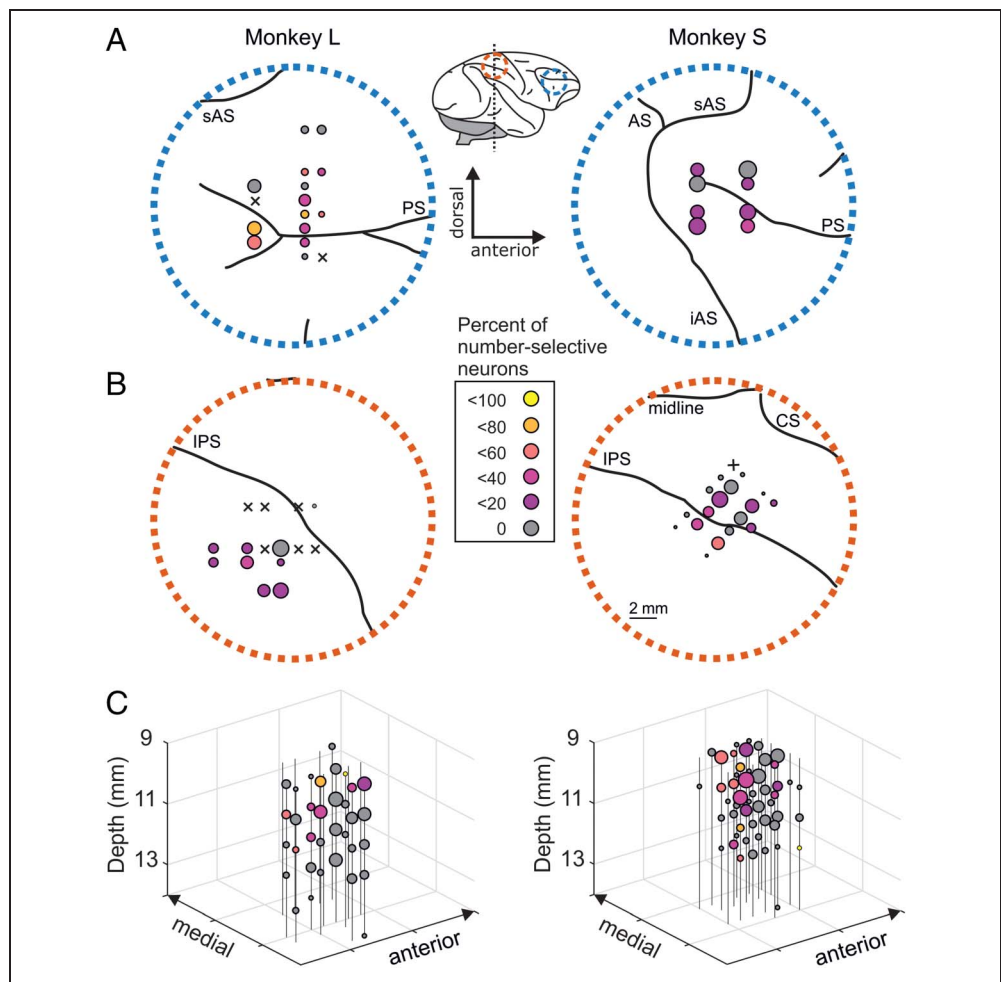 A
Monkey L
Monkey S
sAS
PS
dorsal
anterior
AS
sAS
PS
iAS
Percent of
number-selective
neurons
<100
<80
<60
<40
<20
0
B
IPS
midline
CS
IPS
2 mm
C
9
11
13
Depth (mm)
medial
anterior
9
11
13
Depth (mm)
medial
anterior